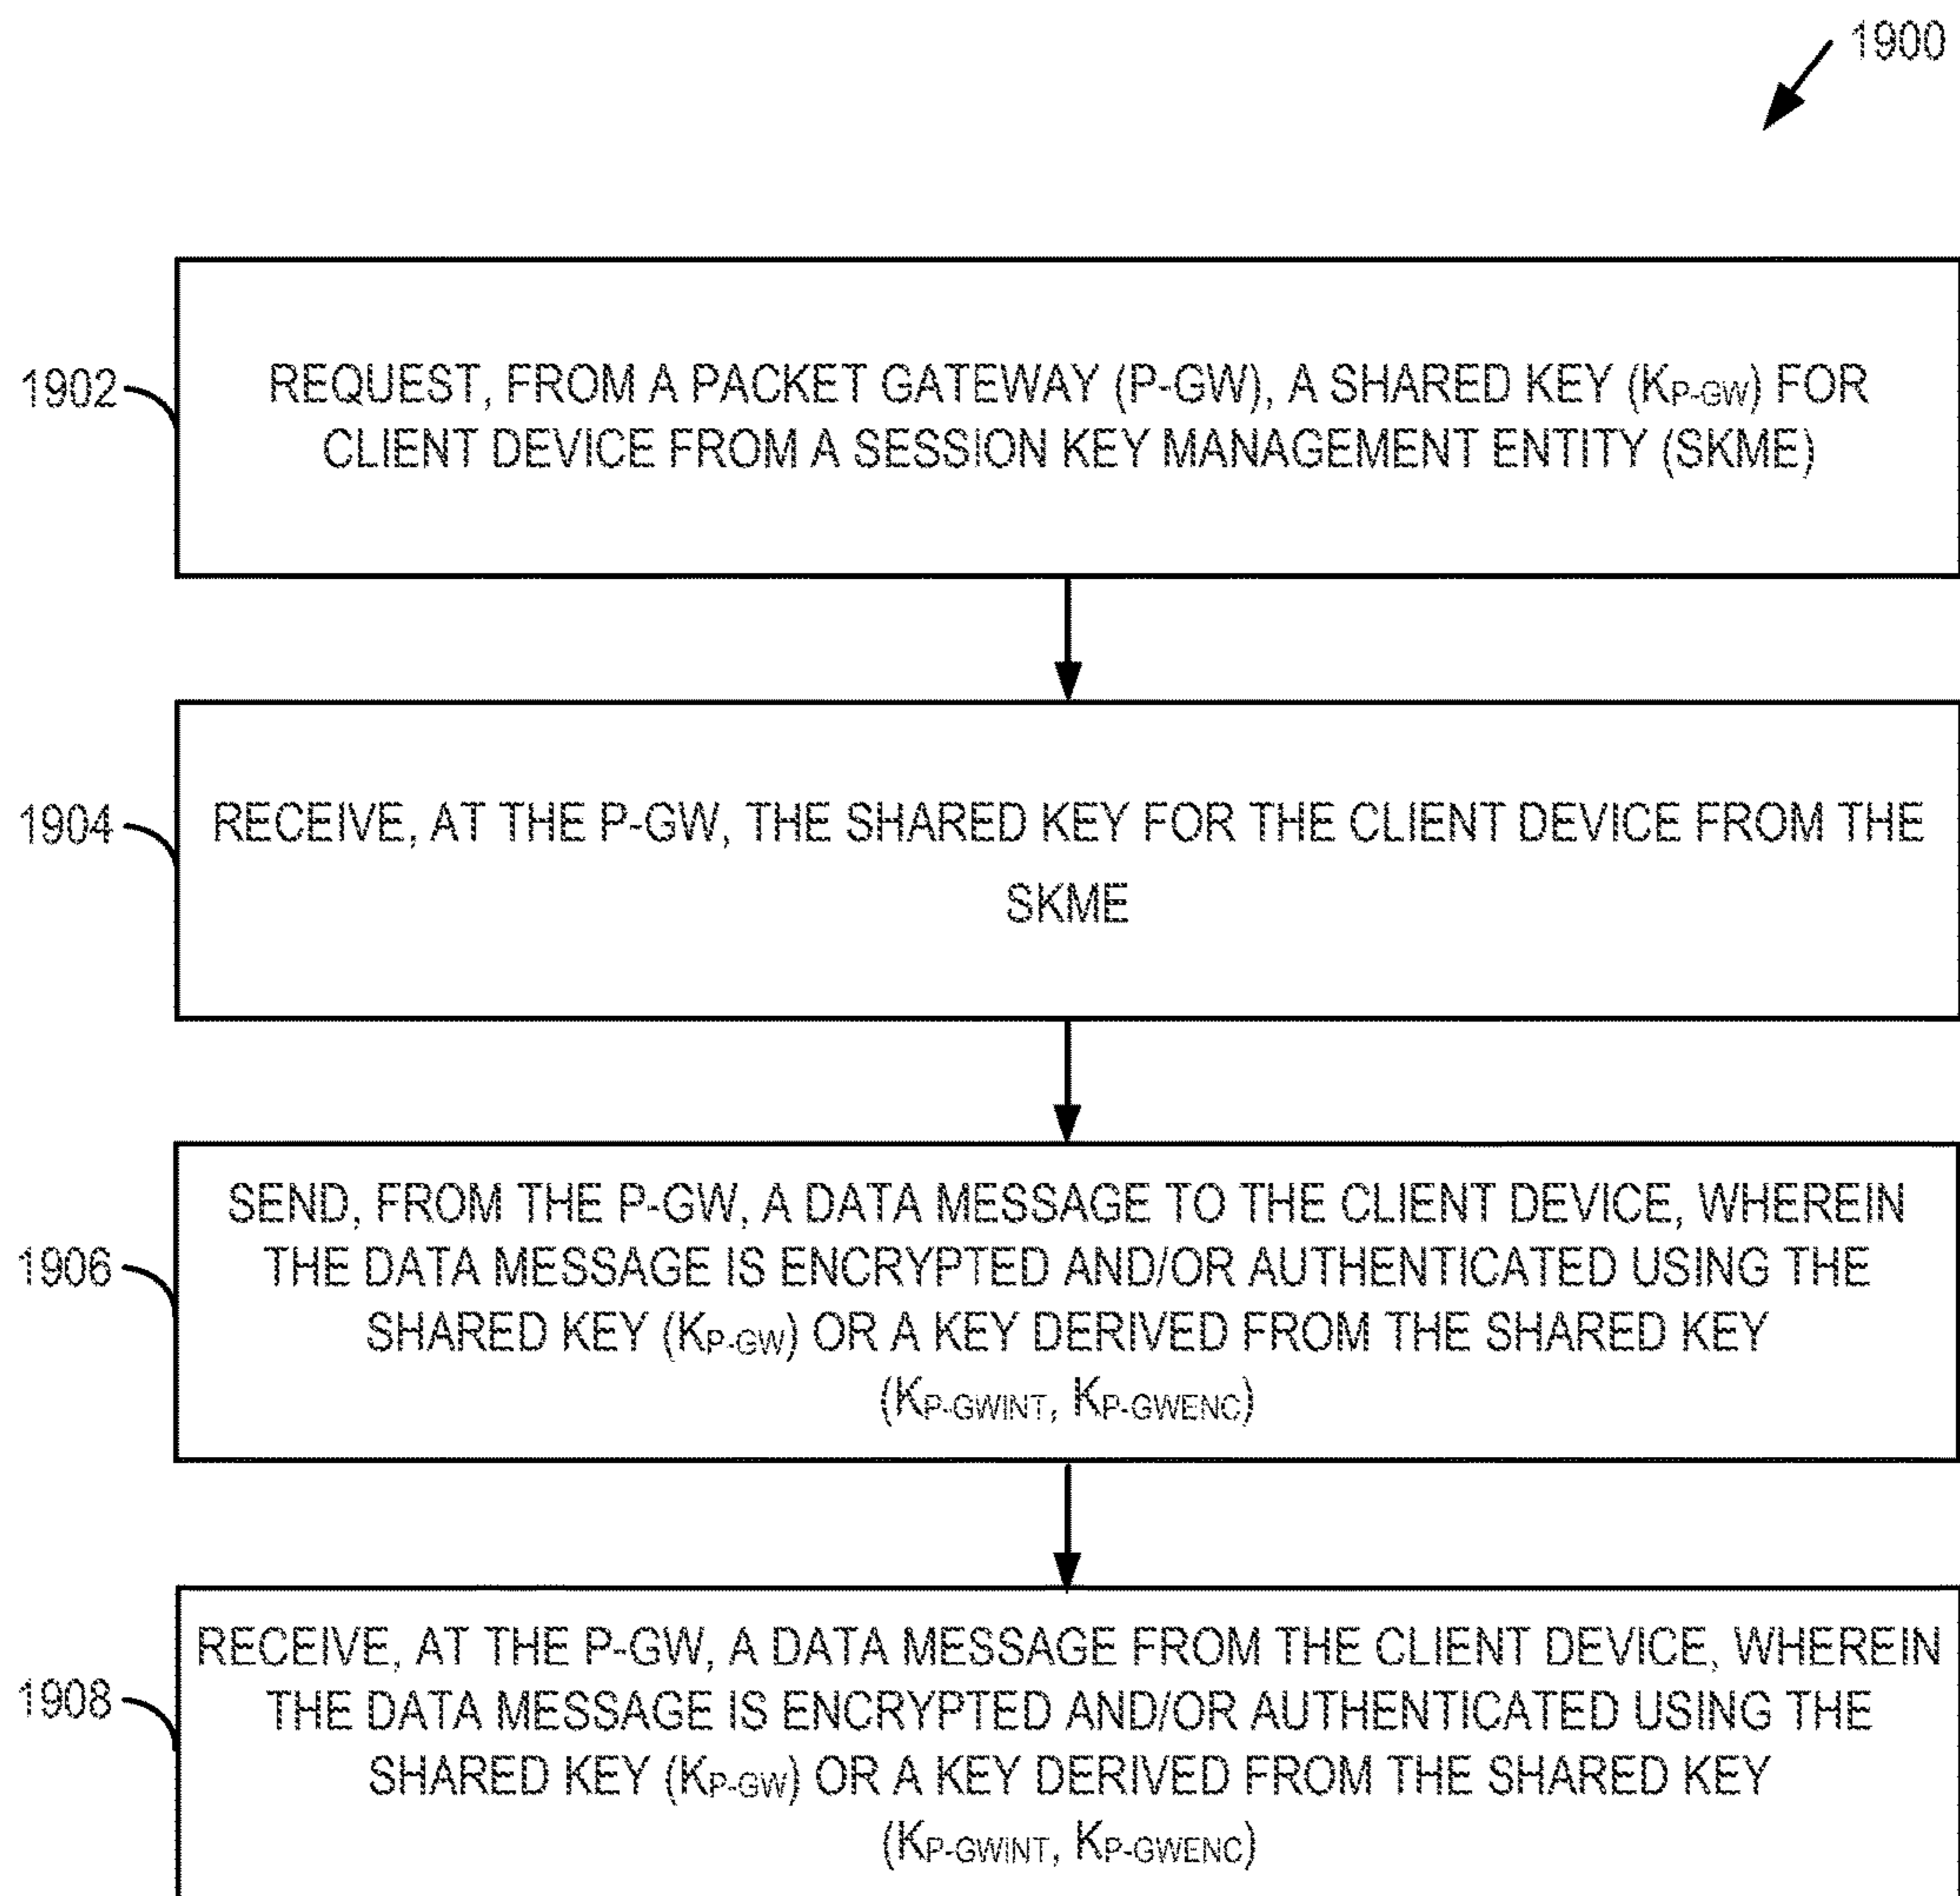 1900
1902
REQUEST, FROM A PACKET GATEWAY (P-GW), A SHARED KEY (KP-GW) FOR
CLIENT DEVICE FROM A SESSION KEY MANAGEMENT ENTITY (SKME)
1904
RECEIVE, AT THE P-GW, THE SHARED KEY FOR THE CLIENT DEVICE FROM THE
SKME
1906
SEND, FROM THE P-GW, A DATA MESSAGE TO THE CLIENT DEVICE, WHEREIN
THE DATA MESSAGE IS ENCRYPTED AND/OR AUTHENTICATED USING THE
SHARED KEY (KP-GW) OR A KEY DERIVED FROM THE SHARED KEY
(KP-GWINT, KP-GWENC)
1908
RECEIVE, AT THE P-GW, A DATA MESSAGE FROM THE CLIENT DEVICE, WHEREIN
THE DATA MESSAGE IS ENCRYPTED AND/OR AUTHENTICATED USING THE
SHARED KEY (KP-GW) OR A KEY DERIVED FROM THE SHARED KEY
(KP-GWINT, KP-GWENC)